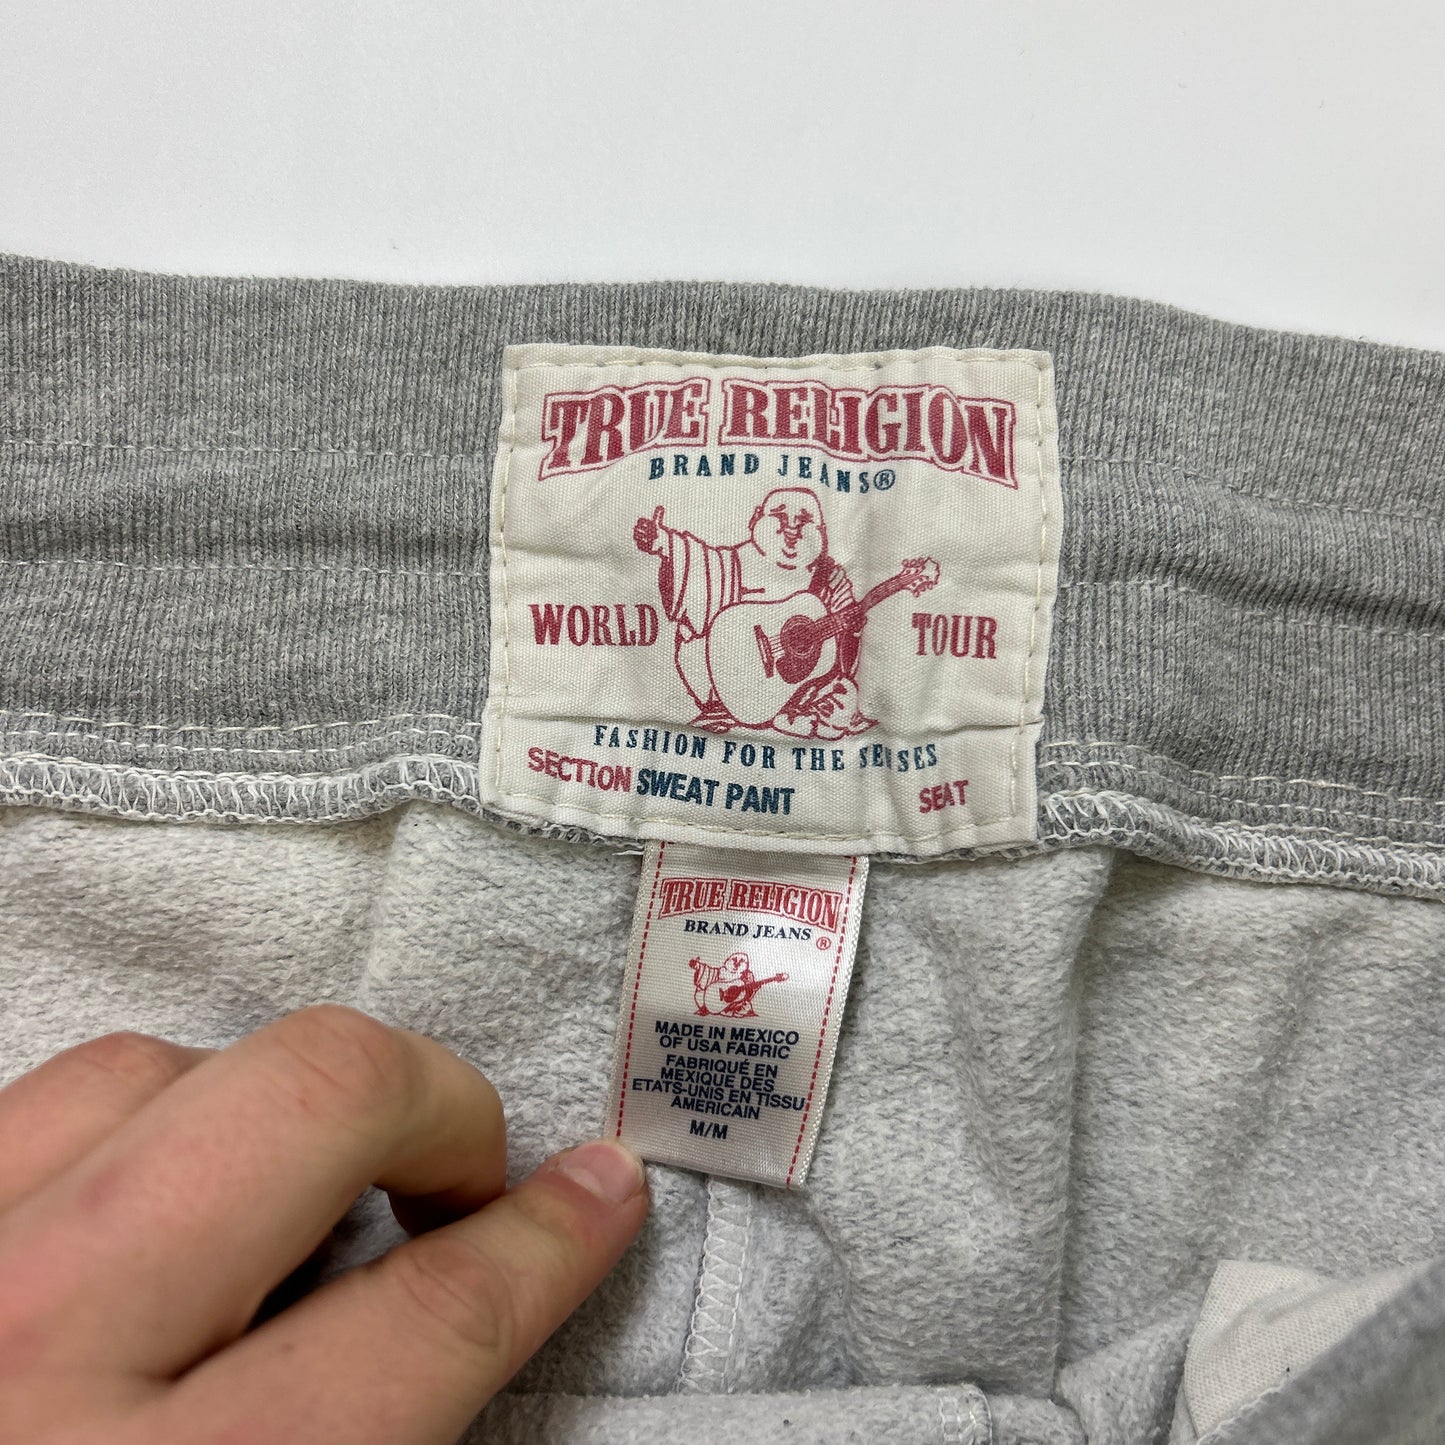 TRUE RELIGION
BRAND JEANS®
WORLD TOUR
FASHION FOR THE SENSES
SECTION SWEAT PANT SEAT
TRUE RELIGION
BRAND JEANS
®
MADE IN MEXICO
OF USA FABRIC
FABRIQUÉ EN
MEXIQUE DES
ETATS-UNIS EN TISSU
AMERICAIN
M/M